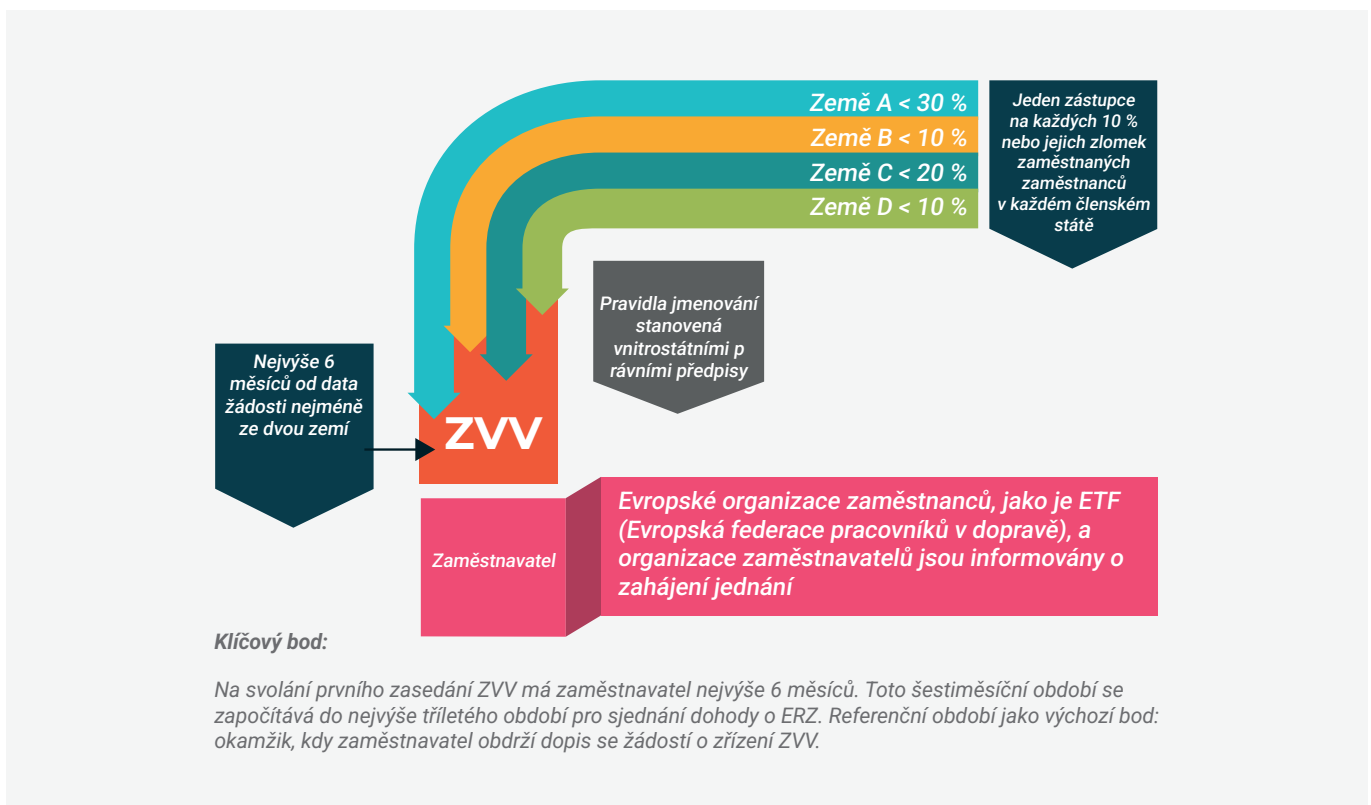 Země A < 30 %
Země B < 10 %
Země C < 20 %
Země D < 10 %
Jeden zástupce
na každých 10 %
nebo jejich zlomek
zaměstnaných
zaměstnanců
v každém členském
státě
Pravidla jmenování
stanovená
vnitrostátními p
rávními předpisy
Nejvýše 6
měsíců od data
žádosti nejméně
ze dvou zemí
ZVV
Zaměstnavatel
Evropské organizace zaměstnanců, jako je ETF
(Evropská federace pracovníků v dopravě), a
organizace zaměstnavatelů jsou informovány o
zahájení jednání
Klíčový bod:
Na svolání prvního zasedání ZVV má zaměstnavatel nejvýše 6 měsíců. Toto šestiměsíční období se
započítává do nejvýše tříletého období pro sjednání dohody o ERZ. Referenční období jako výchozí bod:
okamžik, kdy zaměstnavatel obdrží dopis se žádostí o zřízení ZVV.